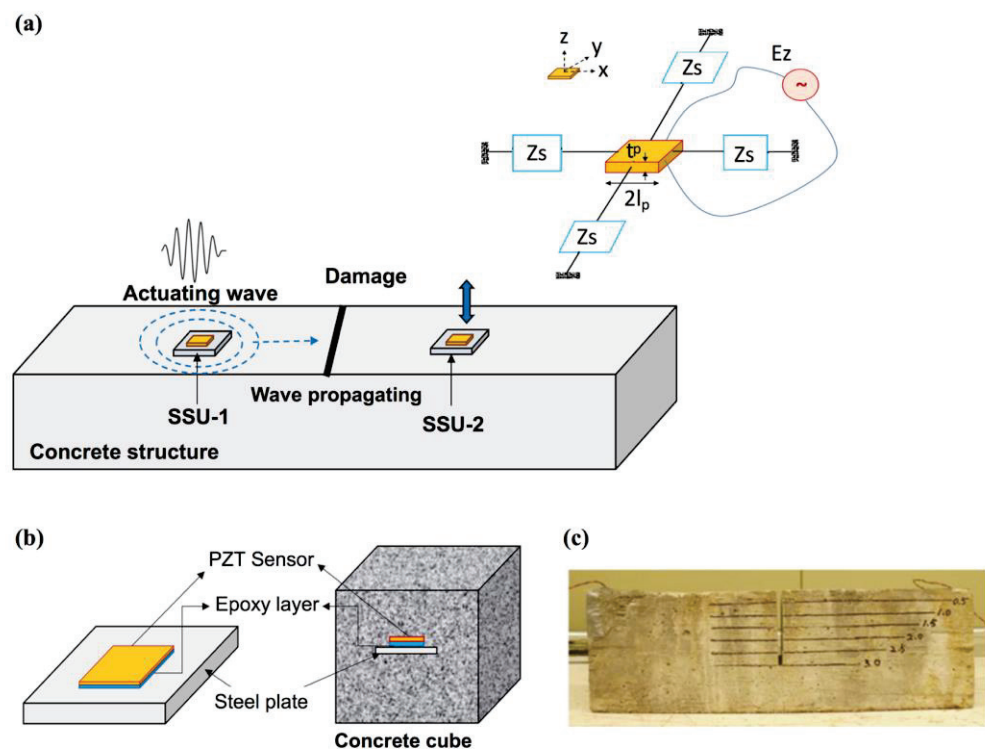 (a)
z
y
x
Ez
~
Zs
Zs
tᵖ
Zs
2lₚ
Zs
Damage
Actuating wave
Wave propagating
SSU-1
SSU-2
Concrete structure
(b)
(c)
PZT Sensor
Epoxy layer
Steel plate
Concrete cube
0.5
1.0
1.5
2.0
2.5
3.0